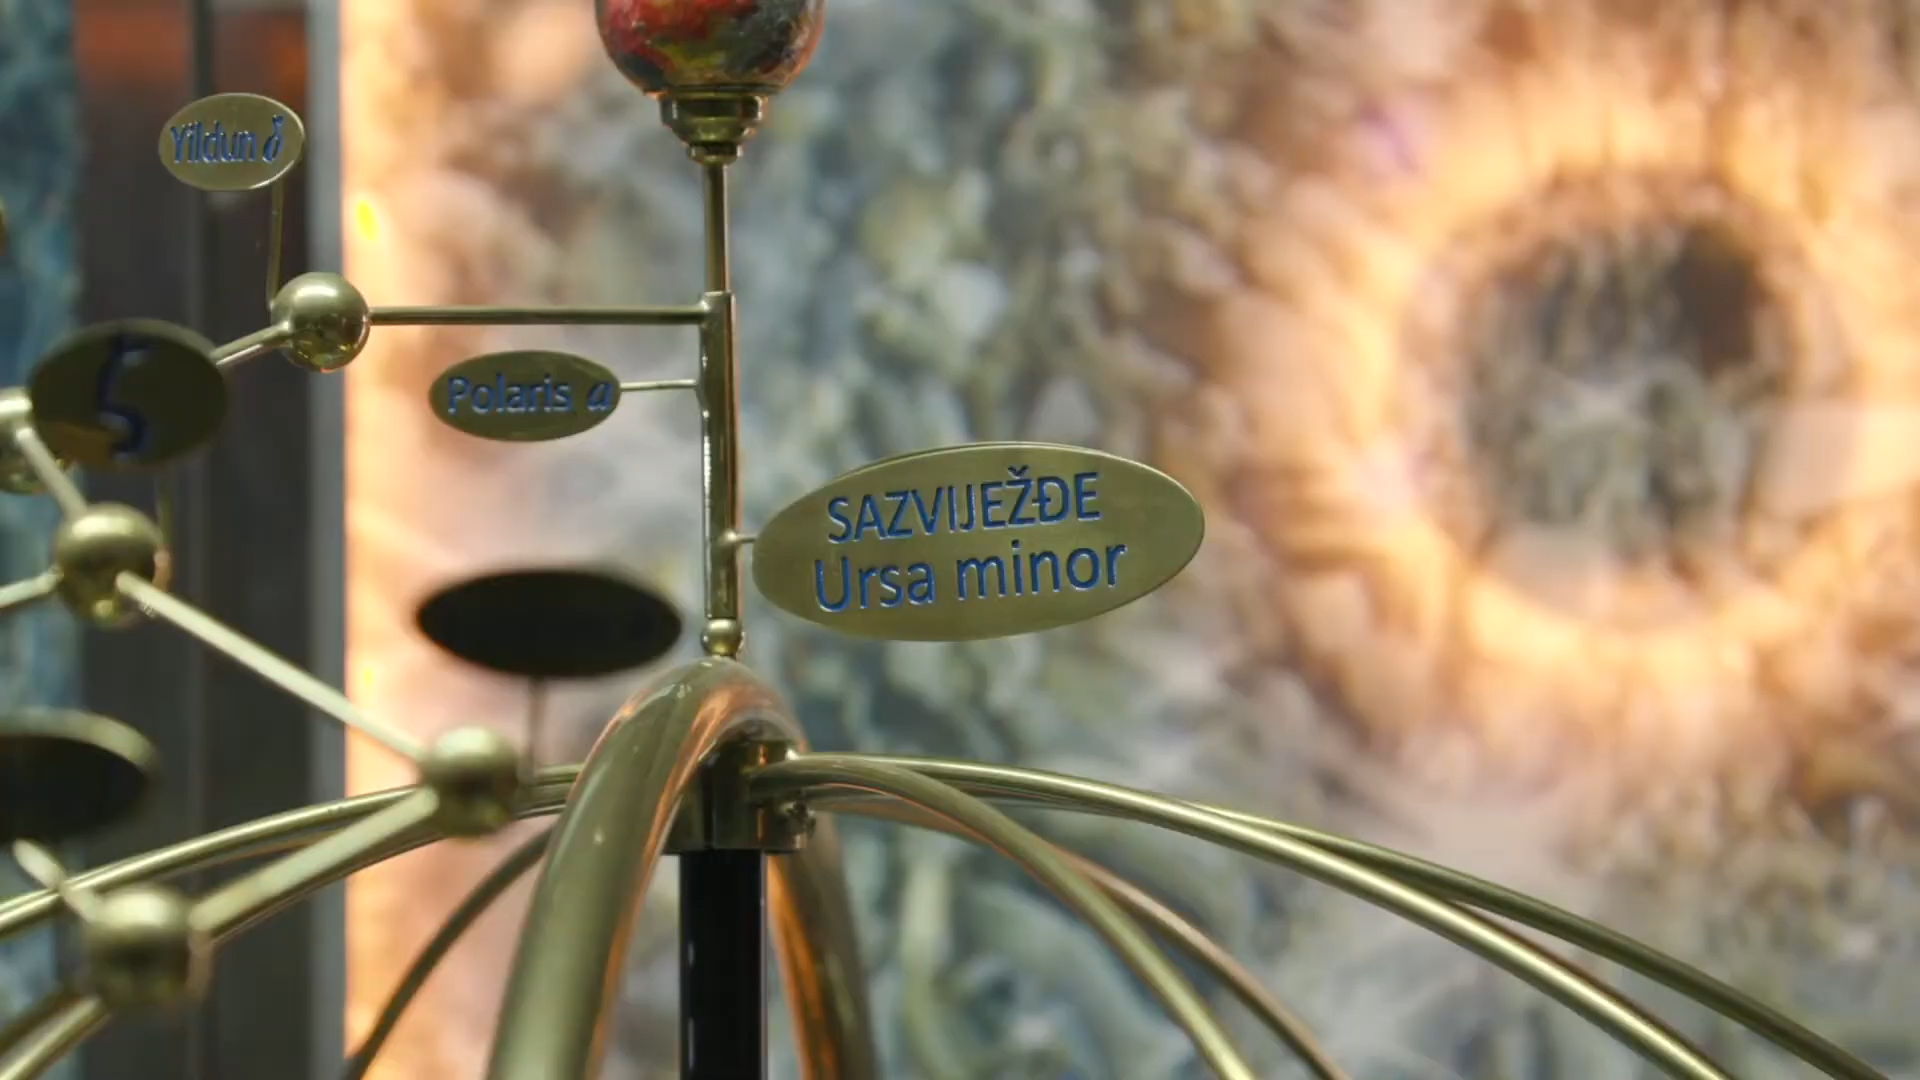 Yildun δ
ζ
Polaris α
SAZVIJEŽĐE
Ursa minor